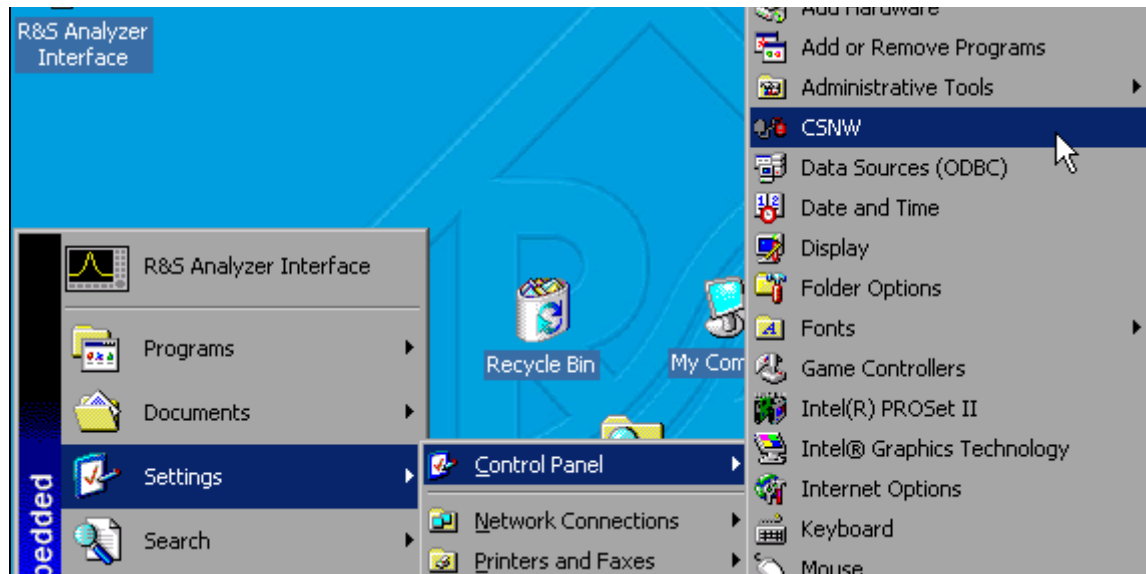 R&S Analyzer
Interface
Recycle Bin
My Com
R&S Analyzer Interface
Programs
Documents
Settings
Search
bedded
Control Panel
Network Connections
Printers and Faxes
Add Hardware
Add or Remove Programs
Administrative Tools
CSNW
Data Sources (ODBC)
Date and Time
Display
Folder Options
Fonts
Game Controllers
Intel(R) PROSet II
Intel® Graphics Technology
Internet Options
Keyboard
Mouse